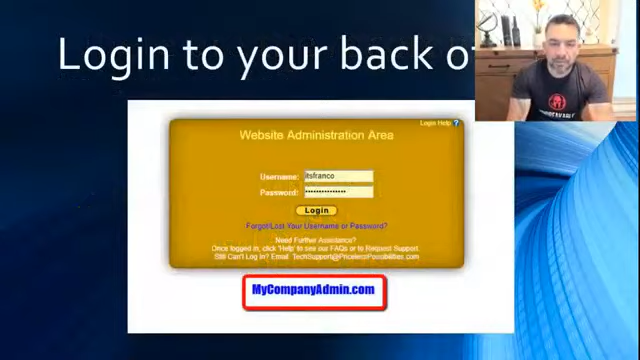 Login to your back of
Login Help ?
Website Administration Area
Username: itsfranco
Password: ***************
Login
Forgot/Lost Your Username or Password?
Need Further Assistance?
Once logged in, click 'Help' to see our FAQs or to Request Support
Still Can't Log In? Email TechSupport@PricelessPossibilities.com
MyCompanyAdmin.com